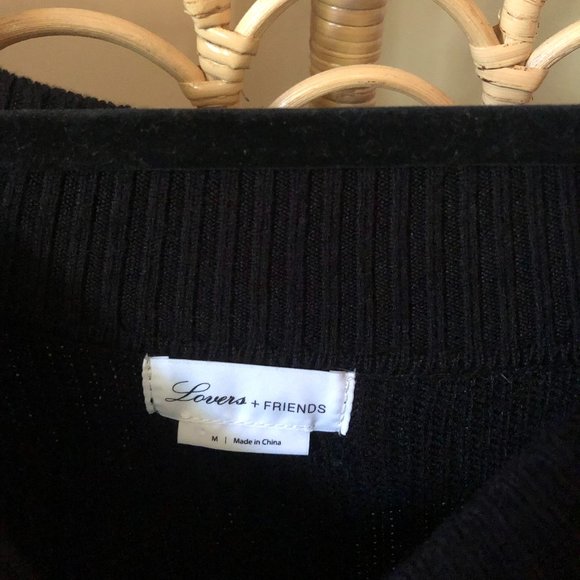 Lovers + FRIENDS
M | Made in China